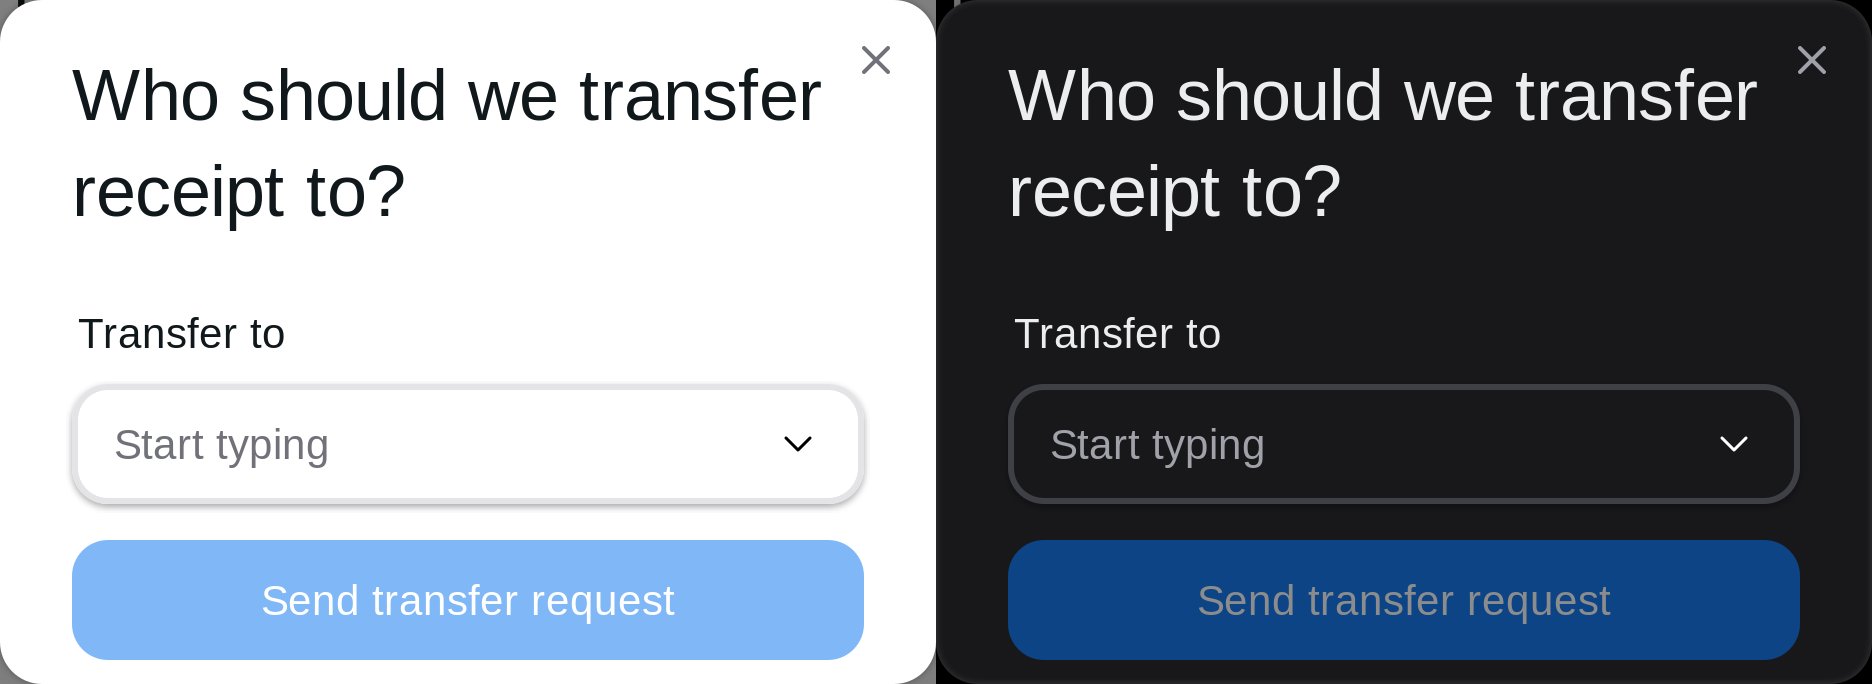 Who should we transfer
receipt to?
Transfer to
Start typing
Send transfer request
Who should we transfer
receipt to?
Transfer to
Start typing
Send transfer request